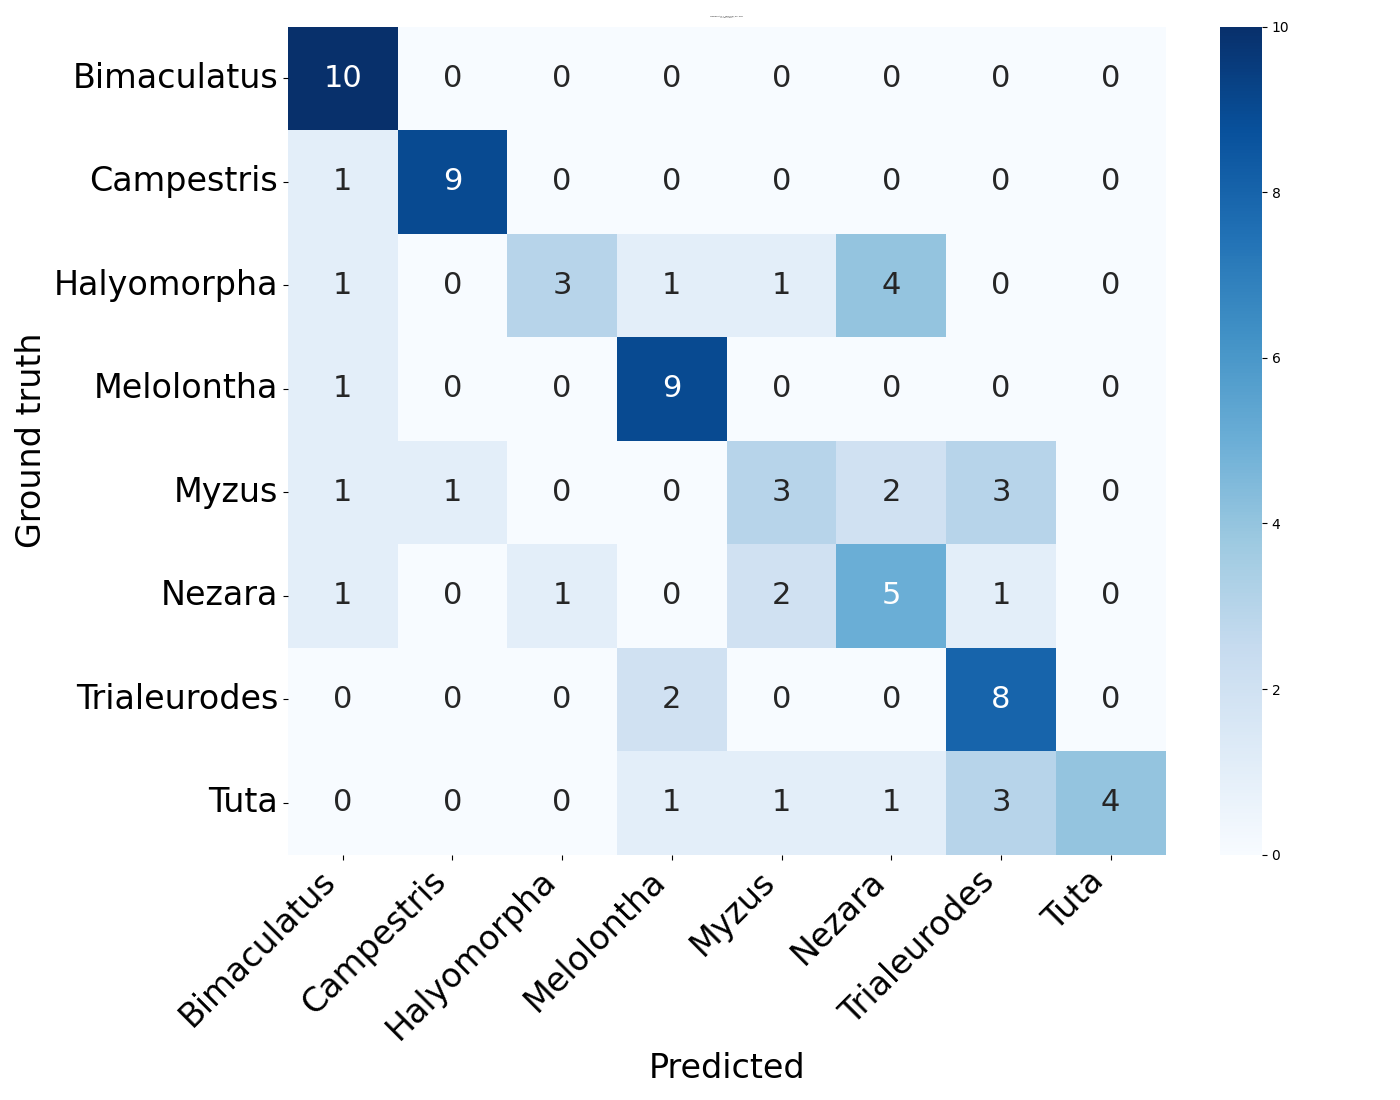 10
Bimaculatus 10 0 0 0 0 0 0 0
Campestris 1 9 0 0 0 0 0 0
8
Halyomorpha 1 0 3 1 1 4 0 0
6
Melolontha 1 0 0 9 0 0 0 0
Ground truth
Myzus 1 1 0 0 3 2 3 0
4
Nezara 1 0 1 0 2 5 1 0
2
Trialeurodes 0 0 0 2 0 0 8 0
Tuta 0 0 0 1 1 1 3 4
0
Bimaculatus
Campestris
Halyomorpha
Melolontha
Myzus
Nezara
Trialeurodes
Tuta
Predicted